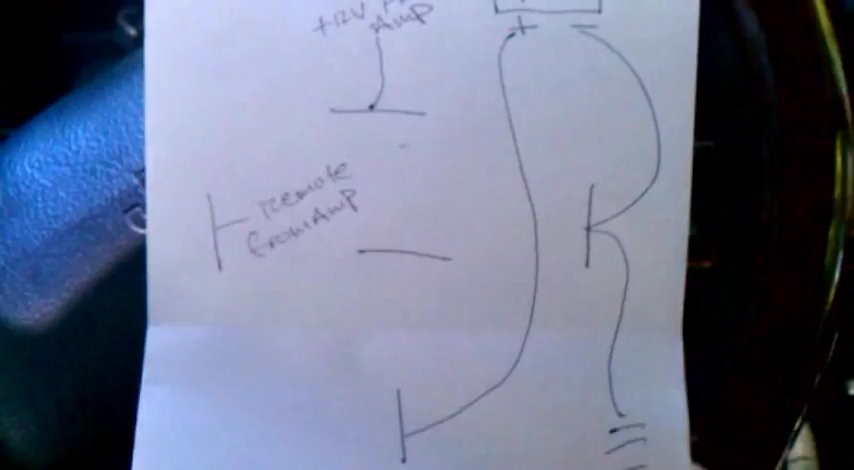 +12V
Amp
+ −
Remote
from Amp